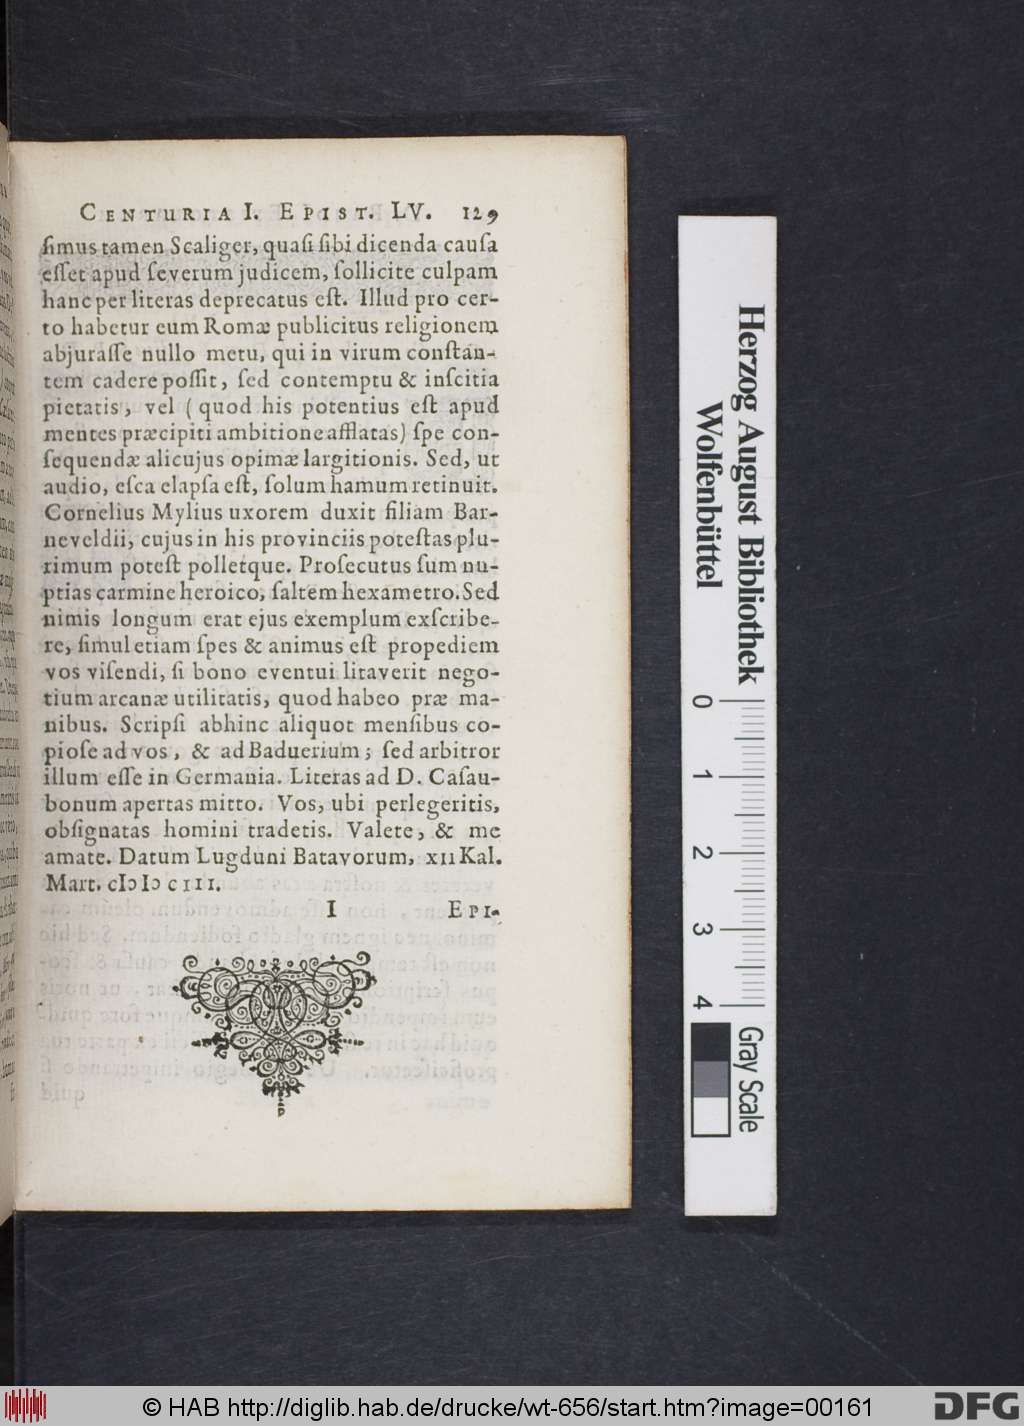 CENTURIA I. EPIST. LV. 129
ſimus tamen Scaliger, quaſi ſibi dicenda cauſa
eſſet apud ſeverum judicem, ſollicite culpam
hanc per literas deprecatus eſt. Illud pro cer-
to habetur eum Romæ publicitus religionem
abjuraſſe nullo metu, qui in virum conſtan-
tem cadere poſſit, ſed contemptu & inſcitia
pietatis, vel (quod his potentius eſt apud
mentes præcipiti ambitione afflatas) ſpe con-
ſequendæ alicujus opimæ largitionis. Sed, ut
audio, eſca elapſa eſt, ſolum hamum retinuit.
Cornelius Mylius uxorem duxit filiam Bar-
neveldii, cujus in his provinciis poteſtas plu-
rimum poteſt polletque. Proſecutus ſum nu-
ptias carmine heroico, ſaltem hexametro. Sed
nimis longum erat ejus exemplum exſcribe-
re, ſimul etiam ſpes & animus eſt propediem
vos viſendi, ſi bono eventui litaverit nego-
tium arcanæ utilitatis, quod habeo præ ma-
nibus. Scripſi abhinc aliquot menſibus co-
pioſe ad vos, & ad Baduerium; ſed arbitror
illum eſſe in Germania. Literas ad D. Caſau-
bonum apertas mitto. Vos, ubi perlegeritis,
obſignatas homini tradetis. Valete, & me
amate. Datum Lugduni Batavorum, XII Kal.
Mart. cIↄ Iↄ cIII.
I EPI-
Herzog August Bibliothek
Wolfenbüttel
0 1 2 3 4
Gray Scale
© HAB http://diglib.hab.de/drucke/wt-656/start.htm?image=00161
DFG